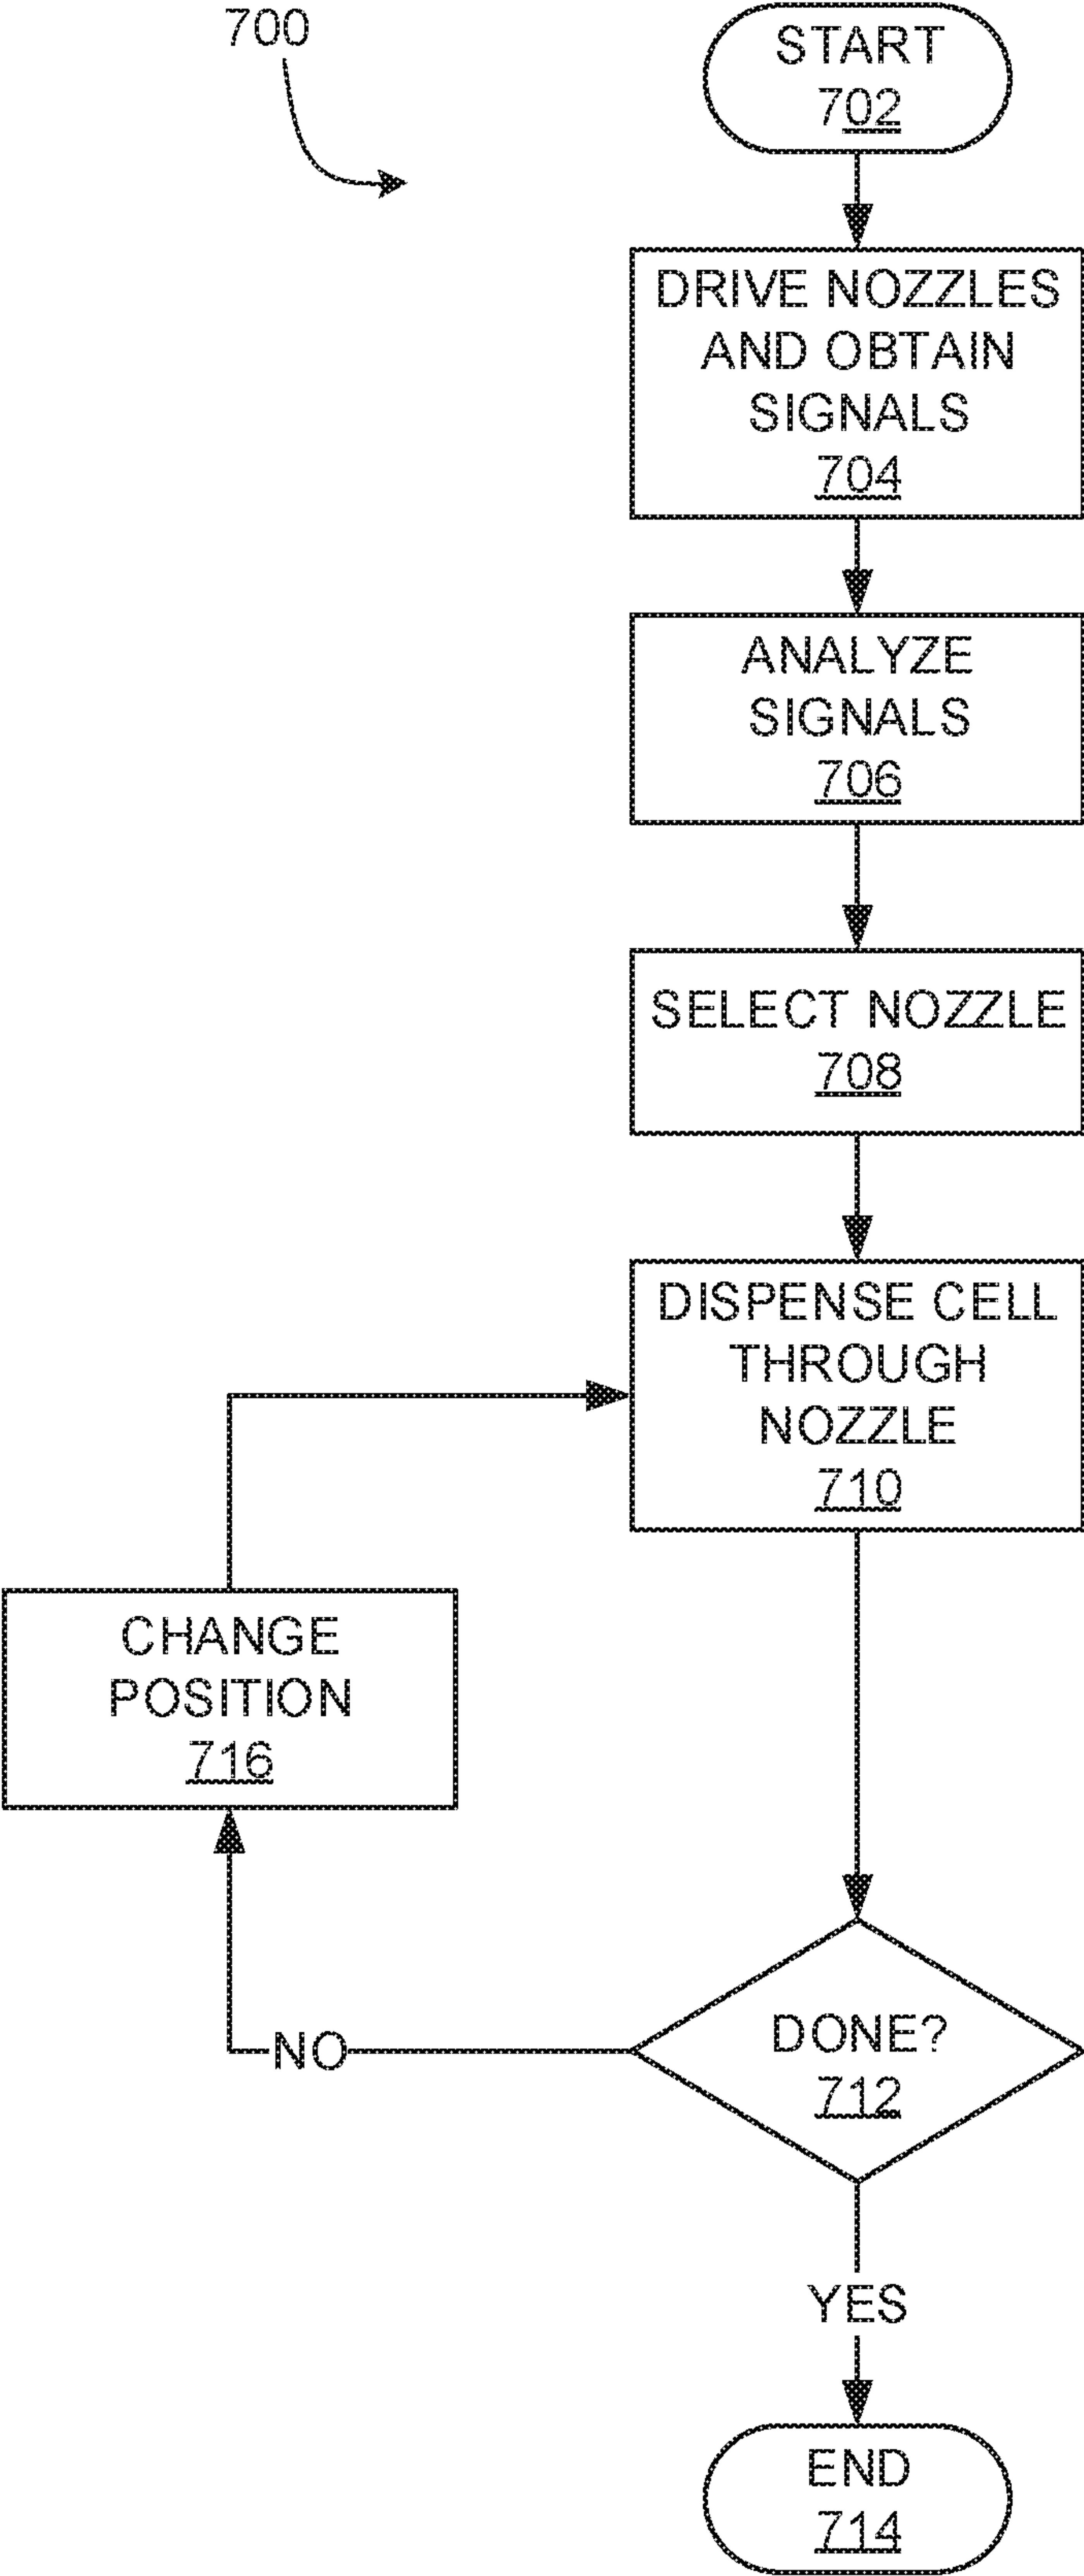 700
START
702
DRIVE NOZZLES
AND OBTAIN
SIGNALS
704
ANALYZE
SIGNALS
706
SELECT NOZZLE
708
DISPENSE CELL
THROUGH
NOZZLE
710
CHANGE
POSITION
716
DONE?
712
NO
YES
END
714